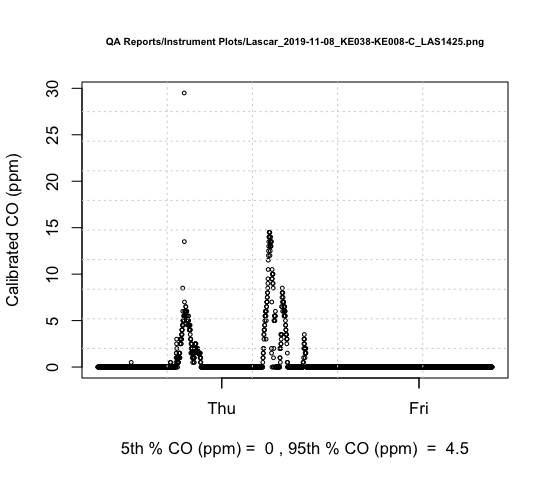 QA Reports/Instrument Plots/Lascar_2019-11-08_KE038-KE008-C_LAS1425.png
30
25
20
15
10
5
0
Calibrated CO (ppm)
Thu Fri
5th % CO (ppm) = 0 , 95th % CO (ppm) = 4.5